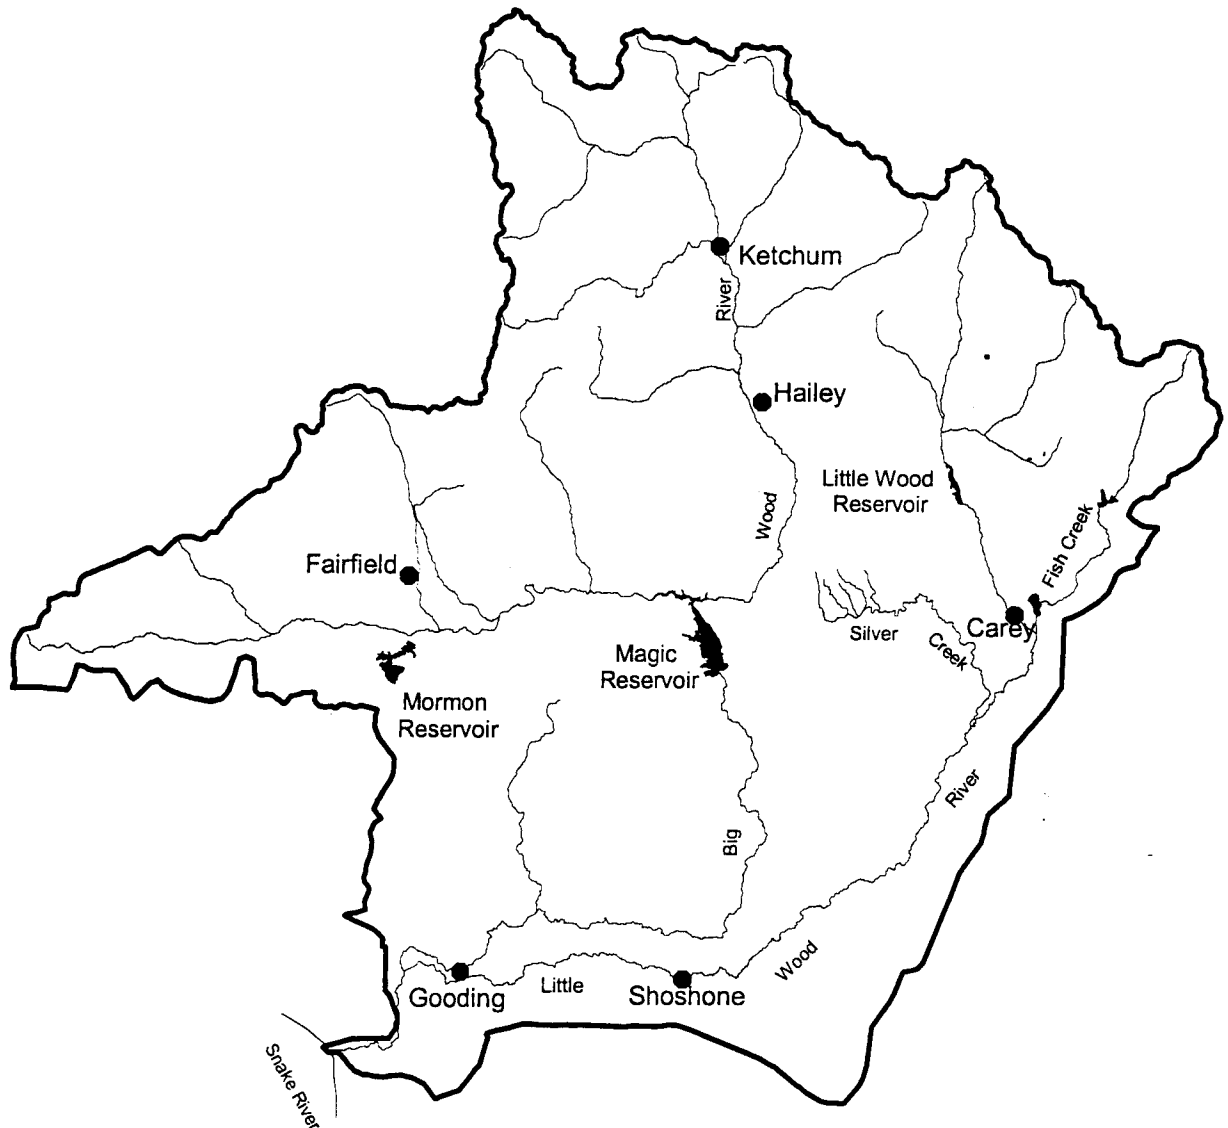 Ketchum
River
Hailey
Little Wood
Reservoir
Wood
Fish Creek
Fairfield
Silver
Creek
Carey
Magic
Reservoir
Mormon
Reservoir
River
Big
Wood
Little
Gooding
Shoshone
Snake River